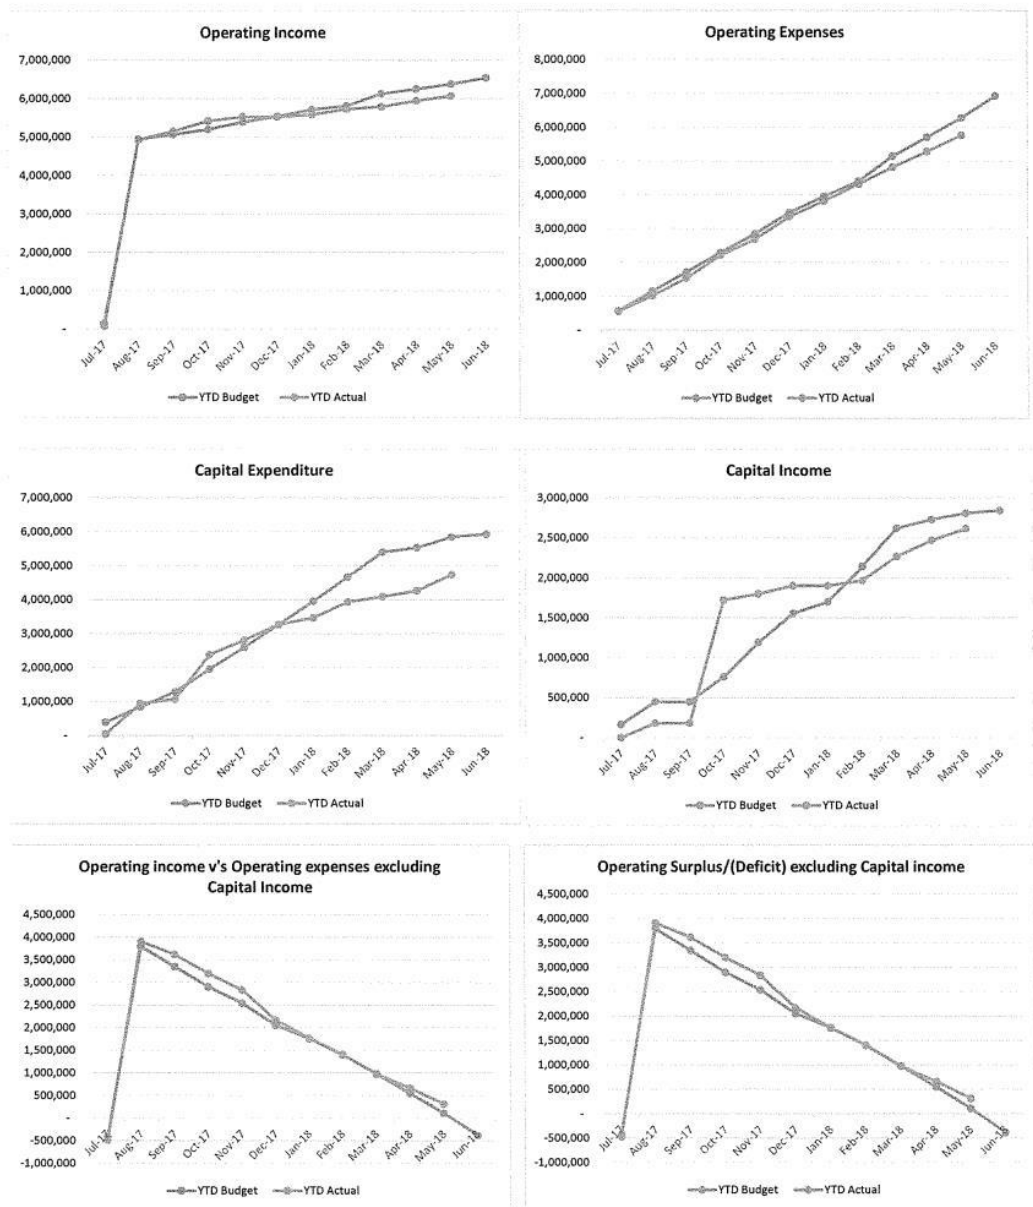 Operating Income
7,000,000
6,000,000
5,000,000
4,000,000
3,000,000
2,000,000
1,000,000
-
Jul-17 Aug-17 Sep-17 Oct-17 Nov-17 Dec-17 Jan-18 Feb-18 Mar-18 Apr-18 May-18 Jun-18
YTD Budget YTD Actual
Operating Expenses
8,000,000
7,000,000
6,000,000
5,000,000
4,000,000
3,000,000
2,000,000
1,000,000
-
Jul-17 Aug-17 Sep-17 Oct-17 Nov-17 Dec-17 Jan-18 Feb-18 Mar-18 Apr-18 May-18 Jun-18
YTD Budget YTD Actual
Capital Expenditure
7,000,000
6,000,000
5,000,000
4,000,000
3,000,000
2,000,000
1,000,000
-
Jul-17 Aug-17 Sep-17 Oct-17 Nov-17 Dec-17 Jan-18 Feb-18 Mar-18 Apr-18 May-18 Jun-18
YTD Budget YTD Actual
Capital Income
3,000,000
2,500,000
2,000,000
1,500,000
1,000,000
500,000
-
Jul-17 Aug-17 Sep-17 Oct-17 Nov-17 Dec-17 Jan-18 Feb-18 Mar-18 Apr-18 May-18 Jun-18
YTD Budget YTD Actual
Operating income v's Operating expenses excluding
Capital Income
4,500,000
4,000,000
3,500,000
3,000,000
2,500,000
2,000,000
1,500,000
1,000,000
500,000
-
-500,000
-1,000,000
Jul-17 Aug-17 Sep-17 Oct-17 Nov-17 Dec-17 Jan-18 Feb-18 Mar-18 Apr-18 May-18 Jun-18
YTD Budget YTD Actual
Operating Surplus/(Deficit) excluding Capital income
4,500,000
4,000,000
3,500,000
3,000,000
2,500,000
2,000,000
1,500,000
1,000,000
500,000
-
-500,000
-1,000,000
Jul-17 Aug-17 Sep-17 Oct-17 Nov-17 Dec-17 Jan-18 Feb-18 Mar-18 Apr-18 May-18 Jun-18
YTD Budget YTD Actual